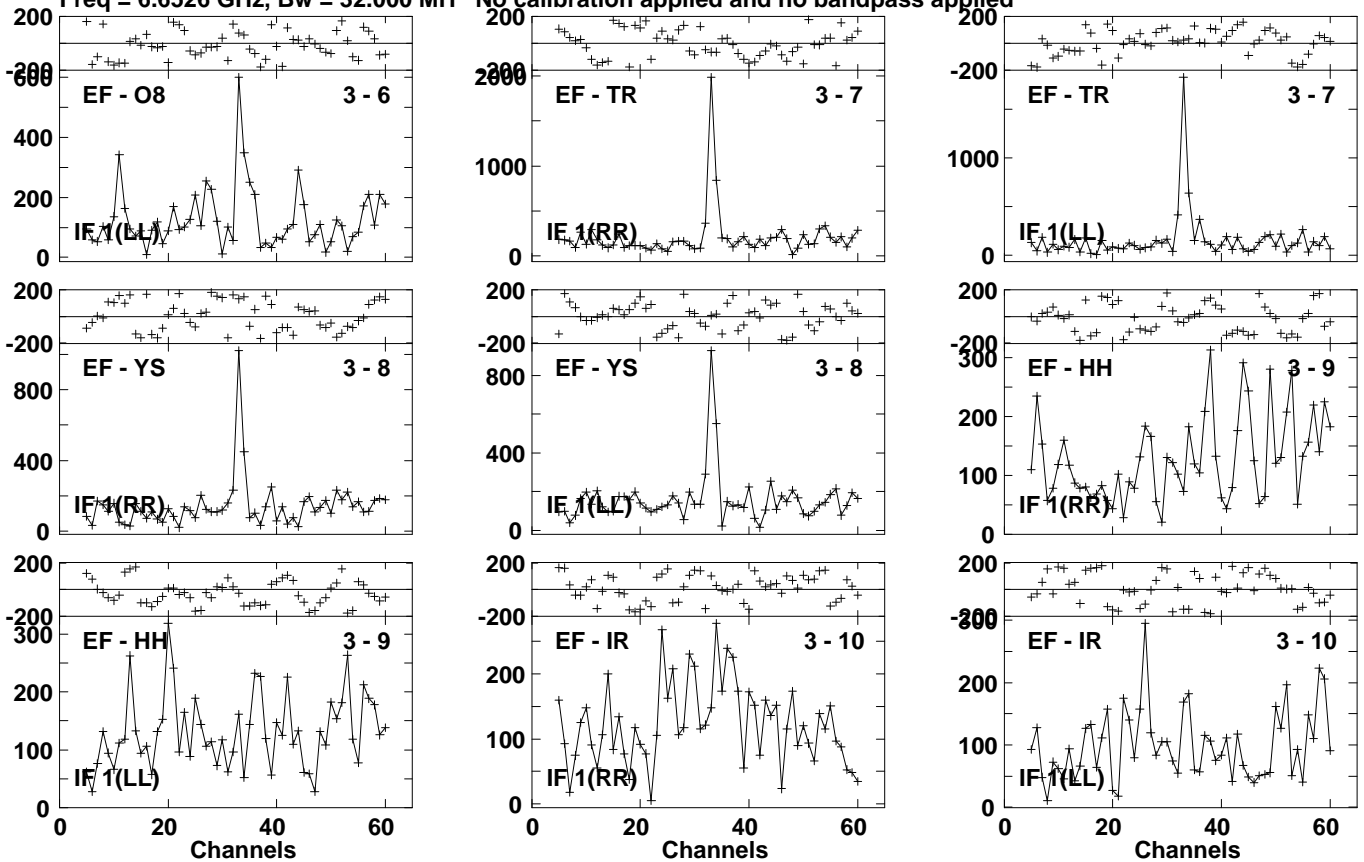 Freq = 6.6526 GHz, Bw = 32.000 MH No calibration applied and no bandpass applied
200
-200
600
400
200
0
EF - O8
3 - 6
IF 1(LL)
200
-200
2000
1000
0
EF - TR
3 - 7
IF 1(RR)
200
-200
1000
0
EF - TR
3 - 7
IF 1(LL)
200
-200
800
400
0
EF - YS
3 - 8
IF 1(RR)
200
-200
800
400
0
EF - YS
3 - 8
IF 1(LL)
200
-200
300
200
100
0
EF - HH
3 - 9
IF 1(RR)
200
-200
300
200
100
0
EF - HH
3 - 9
IF 1(LL)
0 20 40 60
Channels
200
-200
200
100
0
EF - IR
3 - 10
IF 1(RR)
0 20 40 60
Channels
200
-200
300
200
100
0
EF - IR
3 - 10
IF 1(LL)
0 20 40 60
Channels